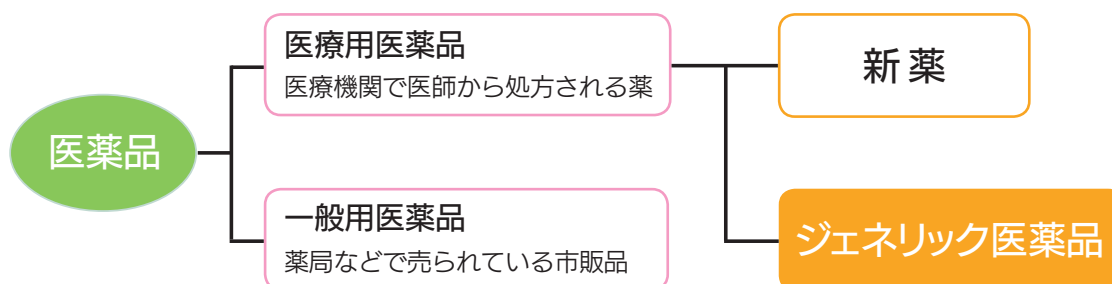 医薬品
医療用医薬品
医療機関で医師から処方される薬
一般用医薬品
薬局などで売られている市販品
新薬
ジェネリック医薬品